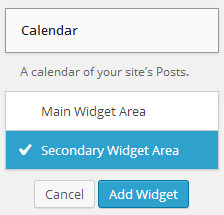 Calendar
A calendar of your site's Posts.
Main Widget Area
Secondary Widget Area
Cancel Add Widget